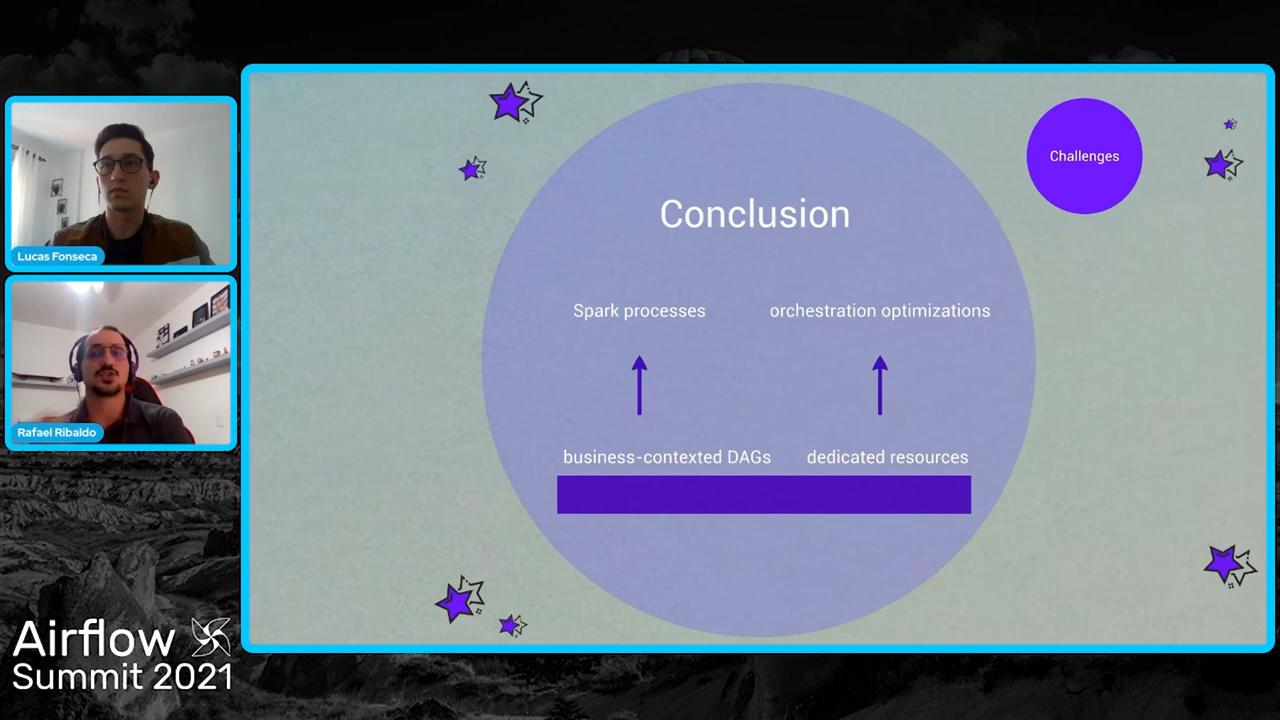 Lucas Fonseca
Rafael Ribaldo
Airflow
Summit 2021
Challenges
Conclusion
Spark processes
orchestration optimizations
business-contexted DAGs
dedicated resources